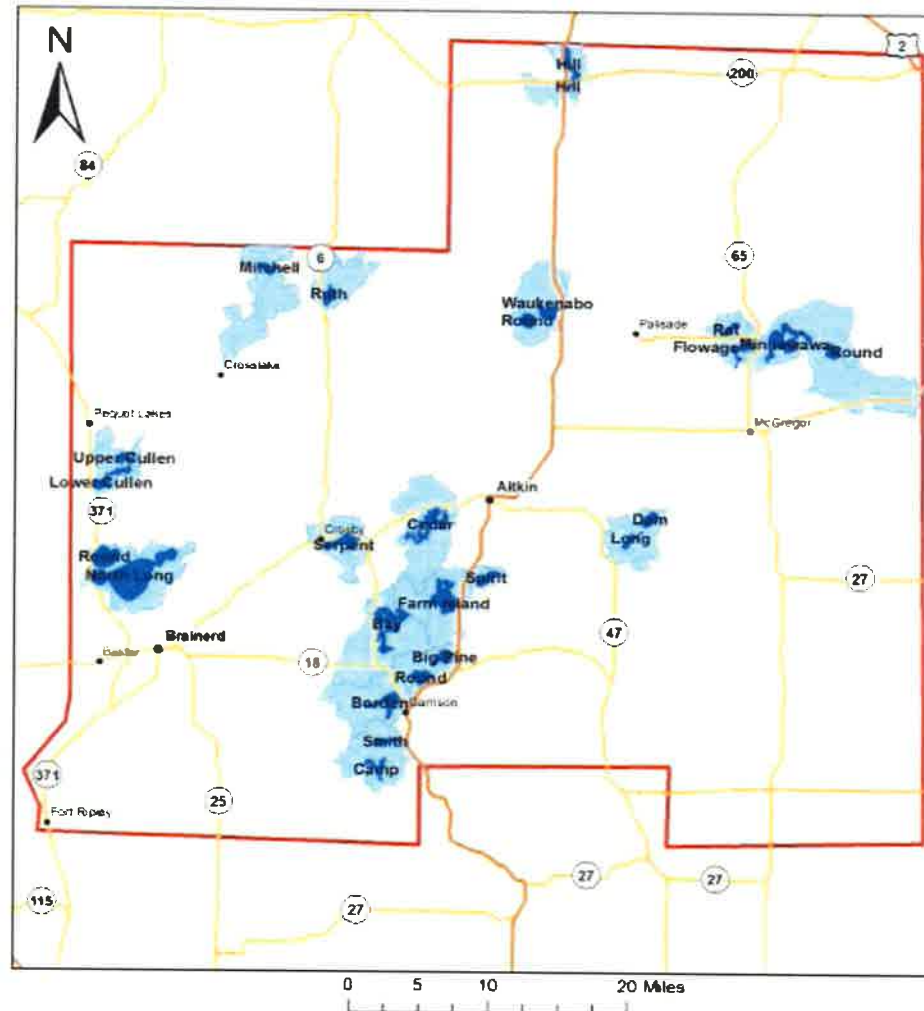 N
2
Hill
Hill
200
84
6
65
Mitchell
Ruth
Waukenabo
Round
Palisade
Rat
Flowage
Minnewawa
Round
Crosslake
Pequot Lakes
McGregor
Upper Cullen
Lower Cullen
Aitkin
371
Cedar
Dam
Long
Crosby
Serpent
Round
North Long
Spirit
27
Farm Island
Bay
47
Brainerd
Baxter
18
Big Pine
Round
Borden
Garrison
Smith
Camp
371
25
Fort Ripley
27
27
115
27
0 5 10 20 Miles